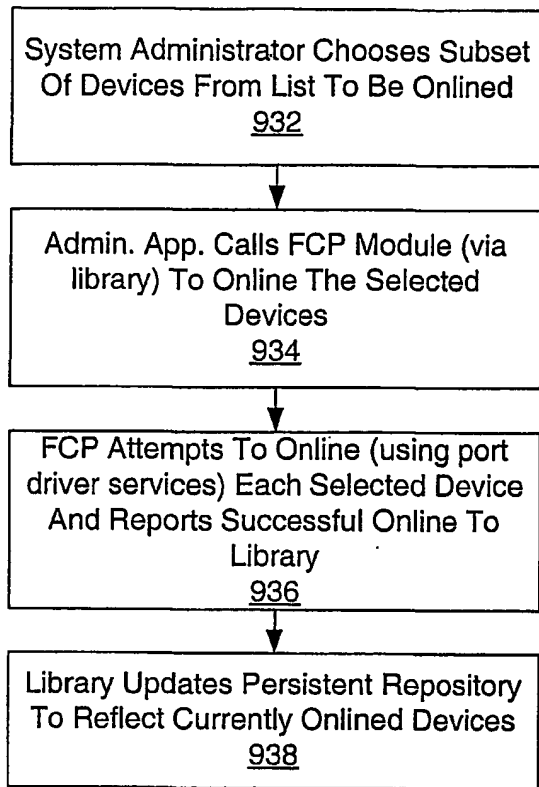 System Administrator Chooses Subset
Of Devices From List To Be Onlined
932
Admin. App. Calls FCP Module (via
library) To Online The Selected
Devices
934
FCP Attempts To Online (using port
driver services) Each Selected Device
And Reports Successful Online To
Library
936
Library Updates Persistent Repository
To Reflect Currently Onlined Devices
938